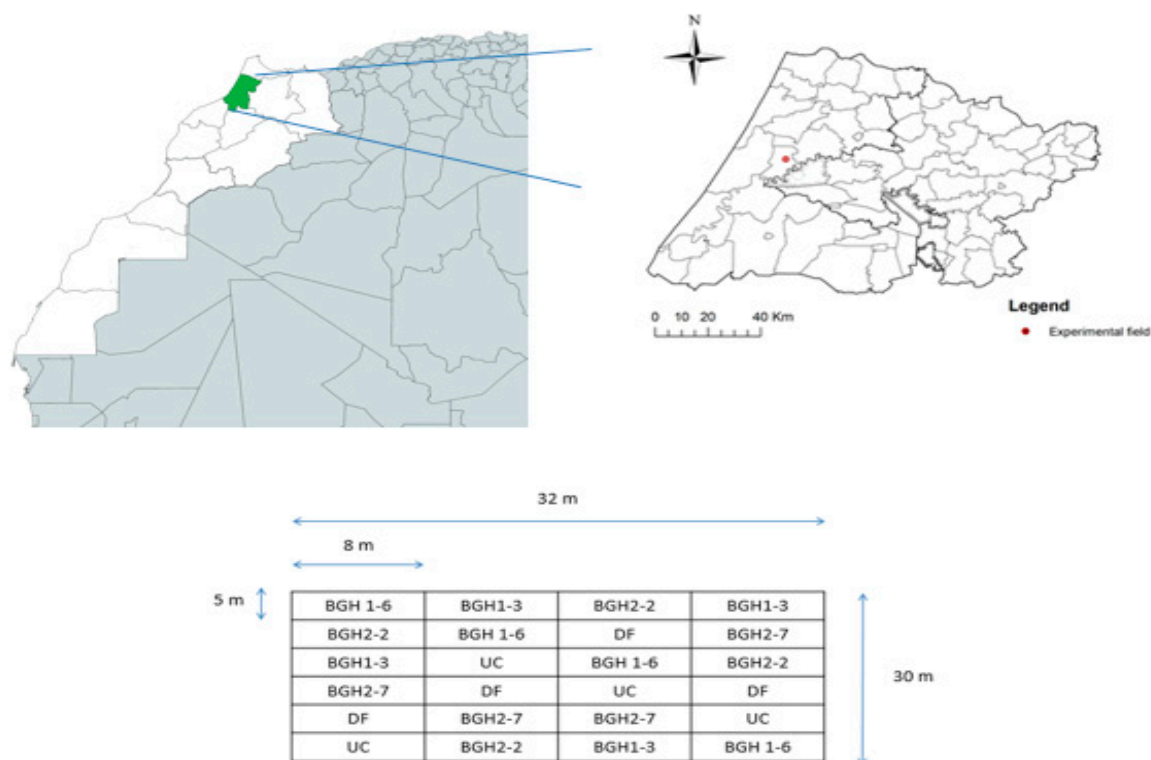 N
Legend
0 10 20 40 Km
Experimental field
32 m
8 m
5 m
BGH 1-6 BGH1-3 BGH2-2 BGH1-3
BGH2-2 BGH 1-6 DF BGH2-7
BGH1-3 UC BGH 1-6 BGH2-2
30 m
BGH2-7 DF UC DF
DF BGH2-7 BGH2-7 UC
UC BGH2-2 BGH1-3 BGH 1-6